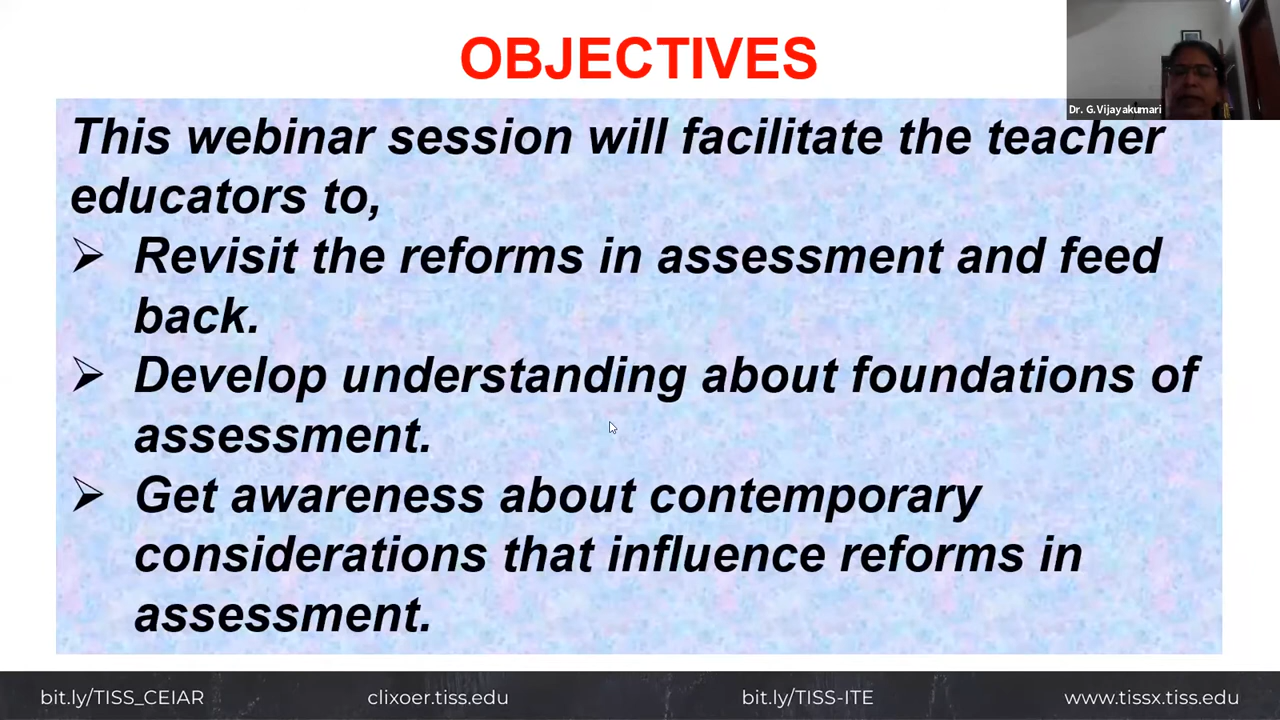 OBJECTIVES
Dr. G.Vijayakumari
This webinar session will facilitate the teacher
educators to,
➢ Revisit the reforms in assessment and feed
back.
➢ Develop understanding about foundations of
assessment.
➢ Get awareness about contemporary
considerations that influence reforms in
assessment.
bit.ly/TISS_CEIAR clixoer.tiss.edu bit.ly/TISS-ITE www.tissx.tiss.edu